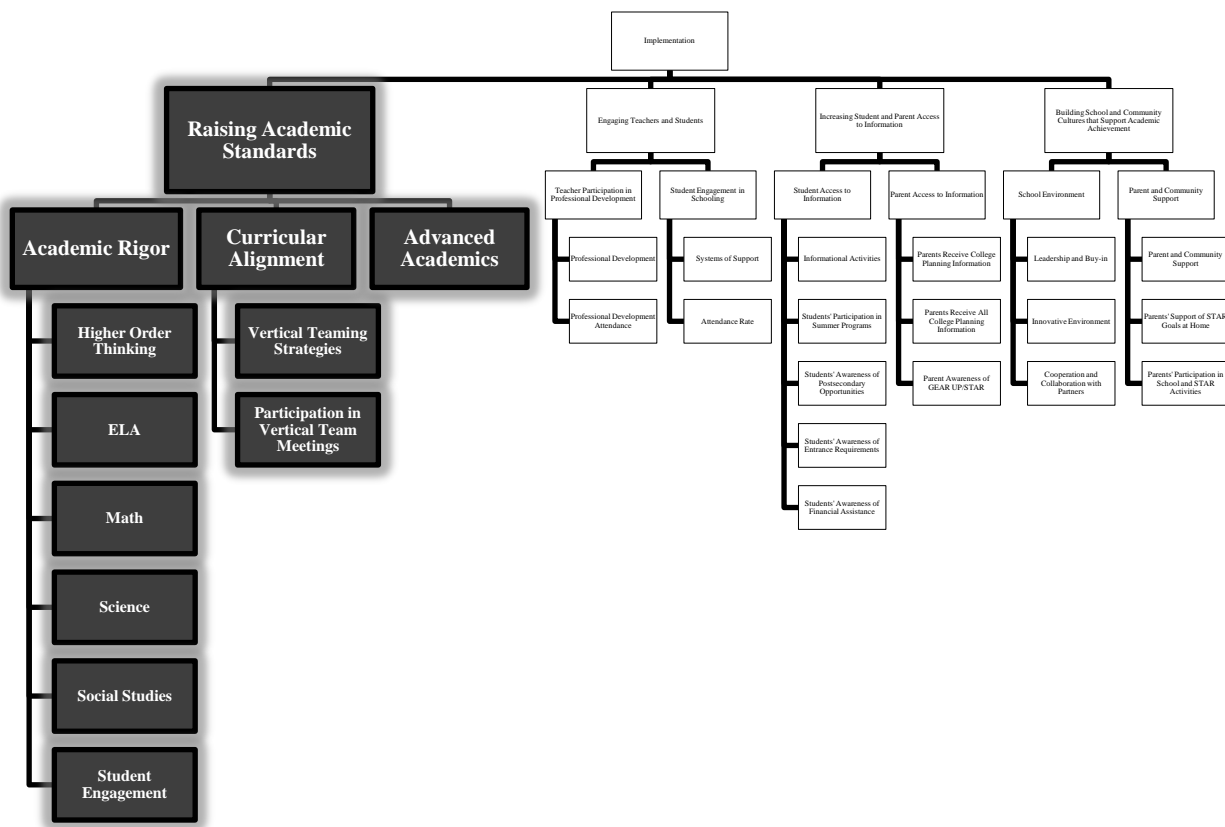 Implementation
Raising Academic
Standards
Engaging Teachers and Students
Increasing Student and Parent Access
to Information
Building School and Community
Cultures that Support Academic
Achievement
Academic Rigor
Curricular
Alignment
Advanced
Academics
Teacher Participation in
Professional Development
Student Engagement in
Schooling
Student Access to
Information
Parent Access to Information
School Environment
Parent and Community
Support
Higher Order
Thinking
ELA
Math
Science
Social Studies
Student
Engagement
Vertical Teaming
Strategies
Participation in
Vertical Team
Meetings
Professional Development
Professional Development
Attendance
Systems of Support
Attendance Rate
Informational Activities
Students' Participation in
Summer Programs
Students' Awareness of
Postsecondary
Opportunities
Students' Awareness of
Entrance Requirements
Students' Awareness of
Financial Assistance
Parents Receive College
Planning Information
Parents Receive All
College Planning
Information
Parent Awareness of
GEAR UP/STAR
Leadership and Buy-in
Innovative Environment
Cooperation and
Collaboration with
Partners
Parent and Community
Support
Parents' Support of STAR
Goals at Home
Parents' Participation in
School and STAR
Activities